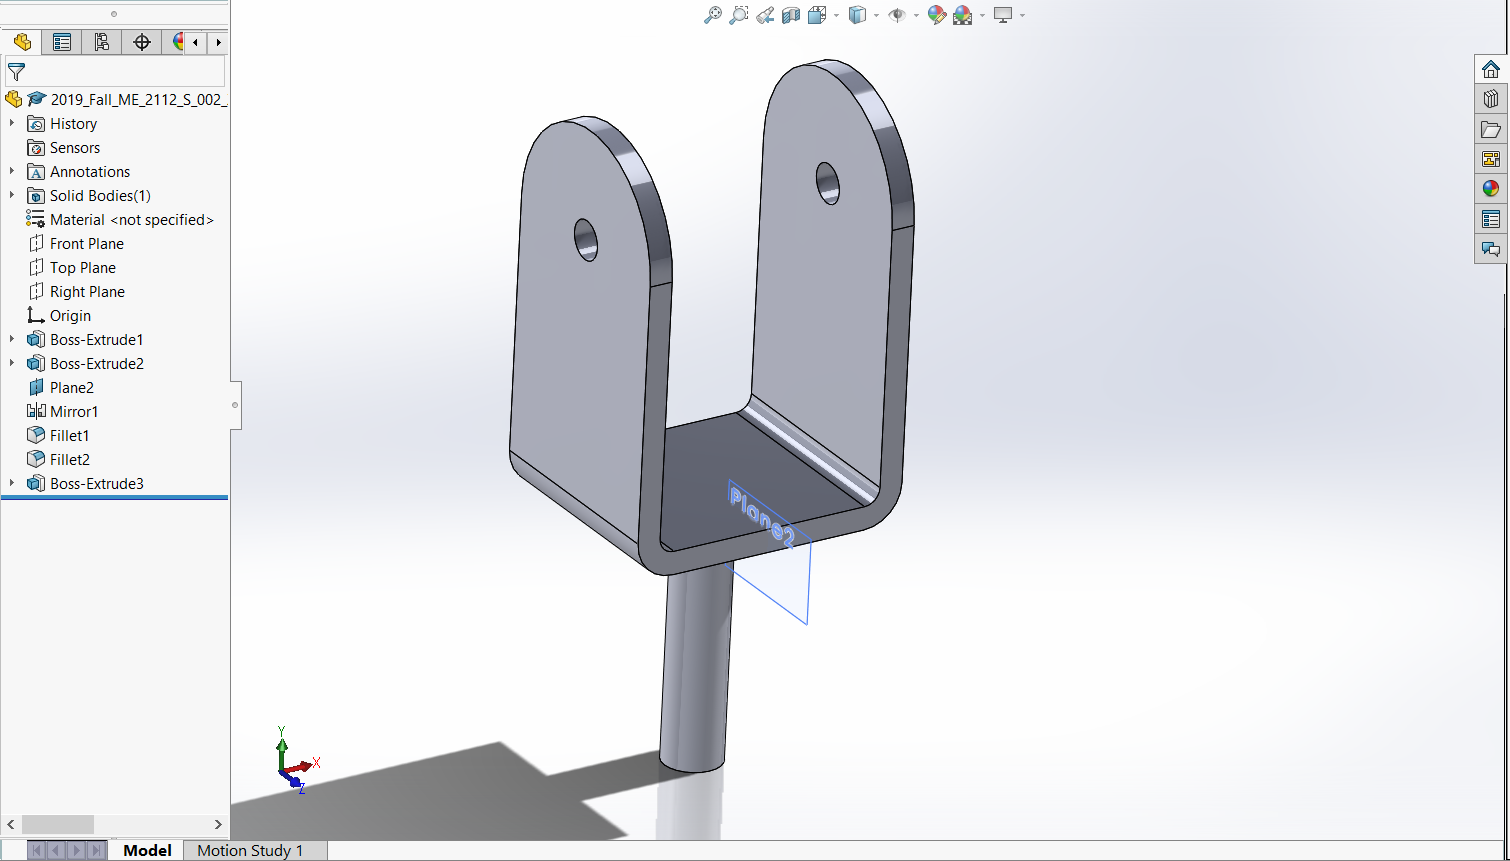 2019_Fall_ME_2112_S_002_
History
Sensors
A Annotations
Solid Bodies(1)
Material <not specified>
Front Plane
Top Plane
Right Plane
Origin
Boss-Extrude1
Boss-Extrude2
Plane2
Mirror1
Fillet1
Fillet2
Boss-Extrude3
Plane2
Y
X
Z
Model
Motion Study 1